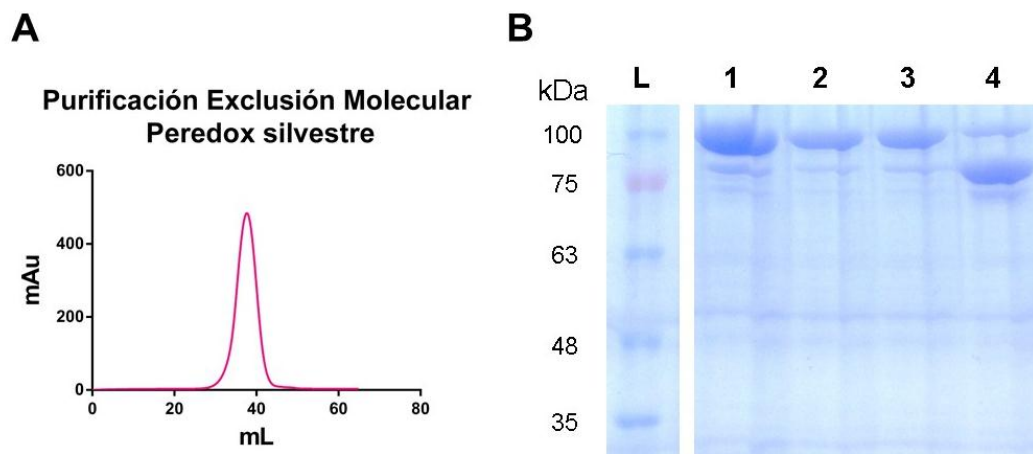 A
Purificación Exclusión Molecular
Peredox silvestre
600
400
200
0
mAu
0 20 40 60 80
mL
B
kDa L 1 2 3 4
100
75
63
48
35